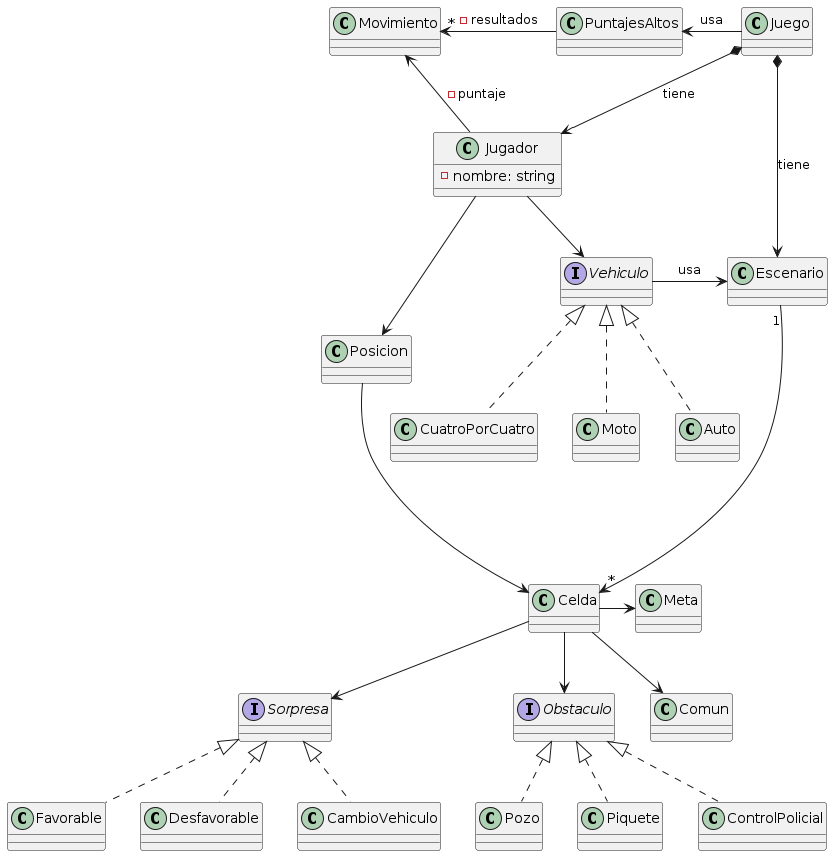 C Movimiento
* resultados
C PuntajesAltos
usa
C Juego
puntaje
tiene
C Jugador
nombre: string
tiene
I Vehiculo
usa
C Escenario
1
C Posicion
C CuatroPorCuatro
C Moto
C Auto
*
C Celda
C Meta
I Sorpresa
I Obstaculo
C Comun
C Favorable
C Desfavorable
C CambioVehiculo
C Pozo
C Piquete
C ControlPolicial